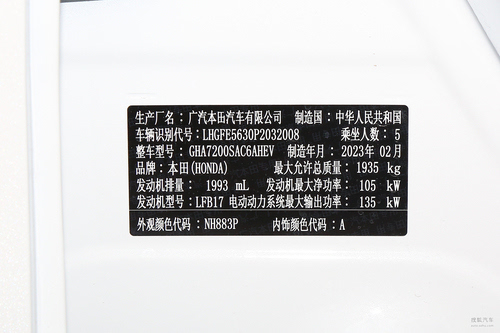 生产厂名：广汽本田汽车有限公司 制造国：中华人民共和国
车辆识别代号：LHGFE5630P2032008 乘坐人数：5
整车型号：GHA7200SAC6AHEV 制造年月：2023年 02月
品牌：本田(HONDA) 最大允许总质量：1935 kg
发动机排量：1993 mL 发动机最大净功率：105 kW
发动机型号：LFB17 电动动力系统最大输出功率：135 kW
外观颜色代码：NH883P 内饰颜色代码：A
搜狐汽车